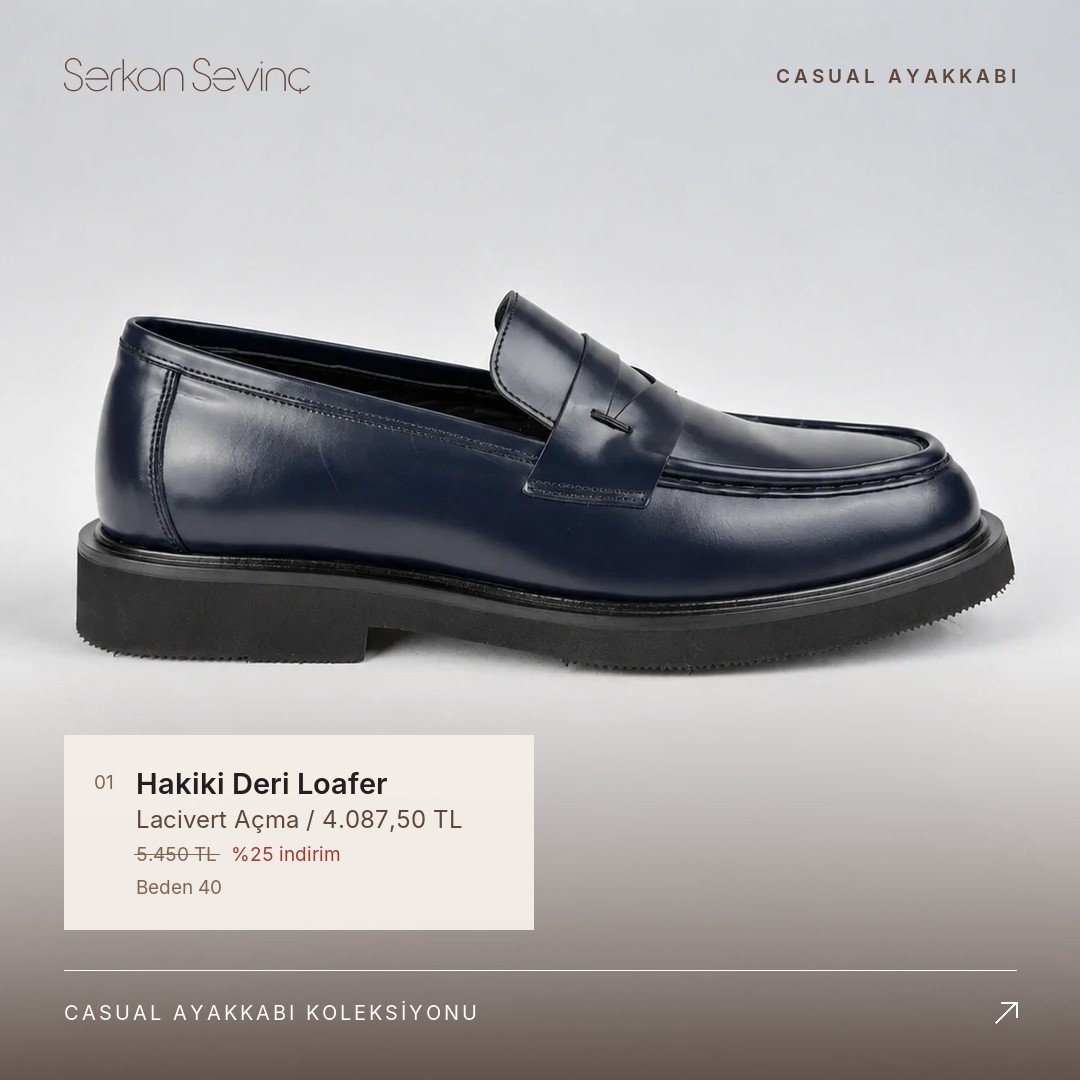 Serkan Sevinç
CASUAL AYAKKABI
01
Hakiki Deri Loafer
Lacivert Açma / 4.087,50 TL
5.450 TL %25 indirim
Beden 40
CASUAL AYAKKABI KOLEKSİYONU